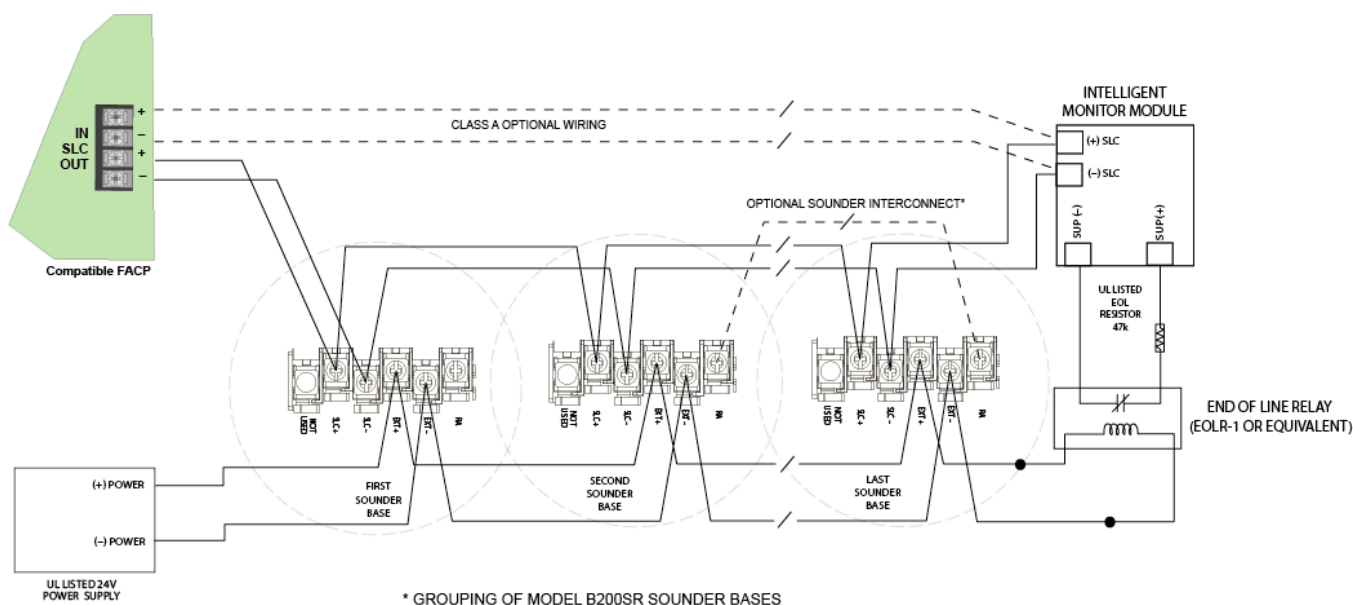 IN
SLC
OUT
+
−
+
−
Compatible FACP
CLASS A OPTIONAL WIRING
OPTIONAL SOUNDER INTERCONNECT*
INTELLIGENT
MONITOR MODULE
(+) SLC
(−) SLC
SUP (-)
SUP(+)
UL LISTED
EOL
RESISTOR
47k
END OF LINE RELAY
(EOLR-1 OR EQUIVALENT)
NOT
USED
SLC+
SLC -
EXT+
EXT -
RA
NOT
USED
SLC+
SLC -
EXT+
EXT -
RA
NOT
USED
SLC+
SLC -
EXT+
EXT -
RA
FIRST
SOUNDER
BASE
SECOND
SOUNDER
BASE
LAST
SOUNDER
BASE
(+) POWER
(−) POWER
UL LISTED 24V
POWER SUPPLY
* GROUPING OF MODEL B200SR SOUNDER BASES